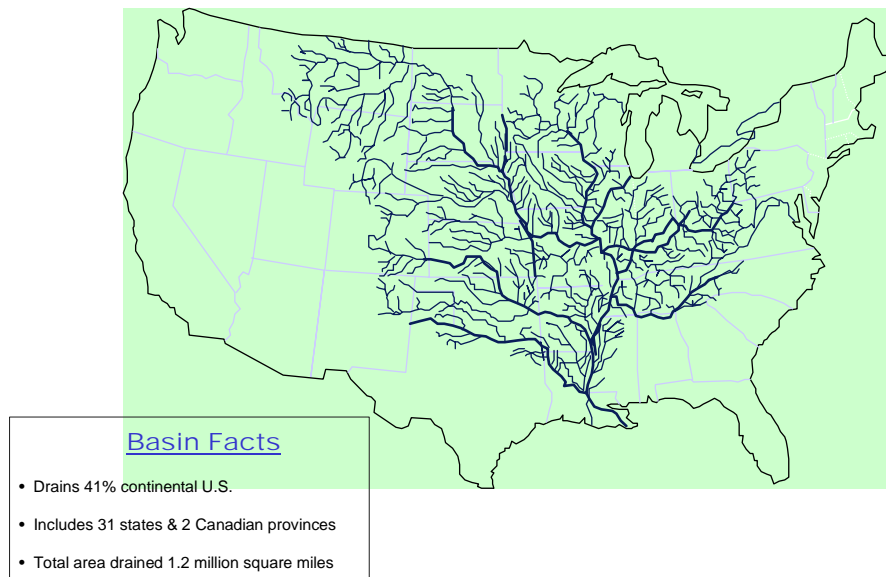 Basin Facts
• Drains 41% continental U.S.
• Includes 31 states & 2 Canadian provinces
• Total area drained 1.2 million square miles